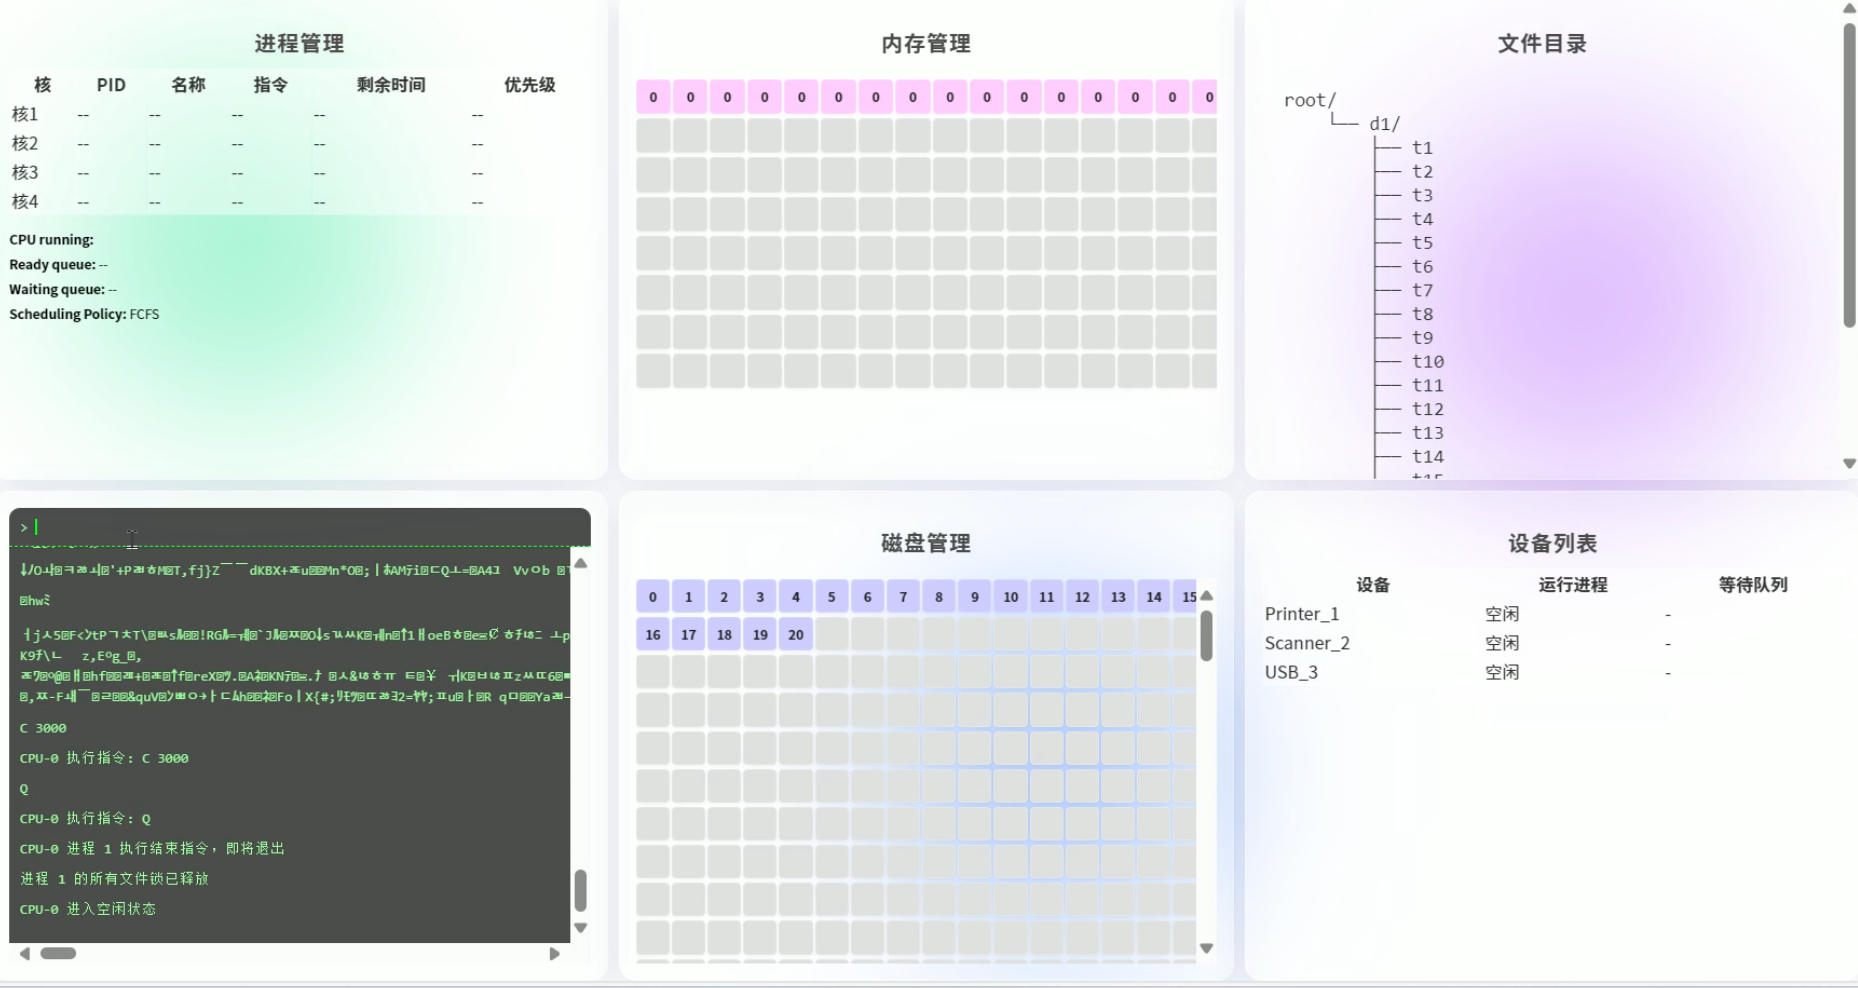 进程管理
核 PID 名称 指令 剩余时间 优先级
核1 -- -- -- -- --
核2 -- -- -- -- --
核3 -- -- -- -- --
核4 -- -- -- -- --
CPU running:
Ready queue: --
Waiting queue: --
Scheduling Policy: FCFS
内存管理
0 0 0 0 0 0 0 0 0 0 0 0 0 0 0 0
文件目录
root/
└── d1/
├── t1
├── t2
├── t3
├── t4
├── t5
├── t6
├── t7
├── t8
├── t9
├── t10
├── t11
├── t12
├── t13
├── t14
>
C 3000
CPU-0 执行指令: C 3000
Q
CPU-0 执行指令: Q
CPU-0 进程 1 执行结束指令，即将退出
进程 1 的所有文件锁已释放
CPU-0 进入空闲状态
磁盘管理
0 1 2 3 4 5 6 7 8 9 10 11 12 13 14 15
16 17 18 19 20
设备列表
设备 运行进程 等待队列
Printer_1 空闲 -
Scanner_2 空闲 -
USB_3 空闲 -